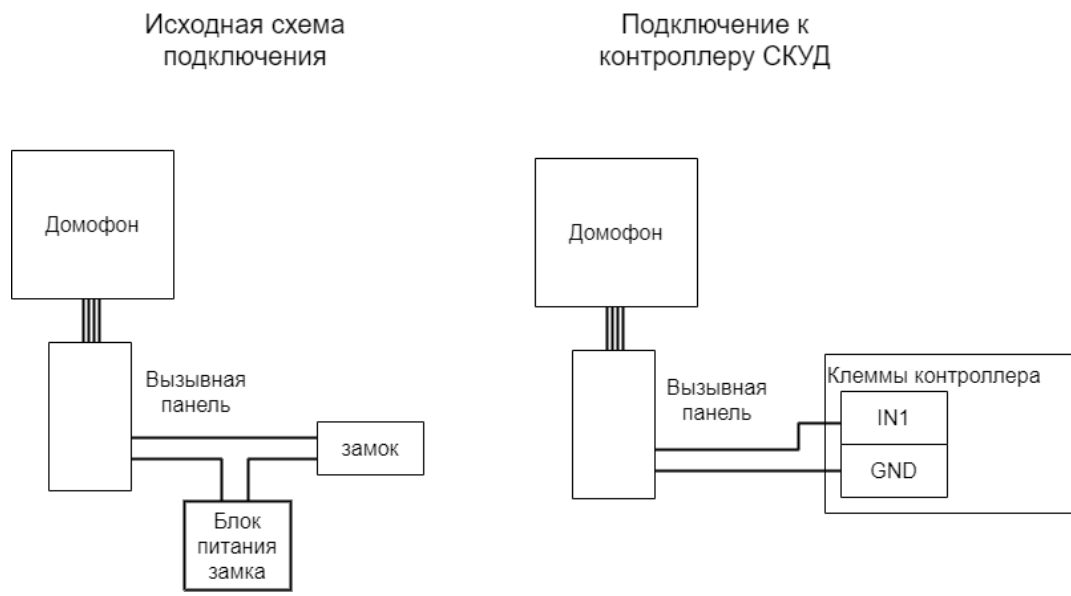 Исходная схема
подключения
Подключение к
контроллеру СКУД
Домофон
Вызывная
панель
замок
Блок
питания
замка
Домофон
Вызывная
панель
Клеммы контроллера
IN1
GND